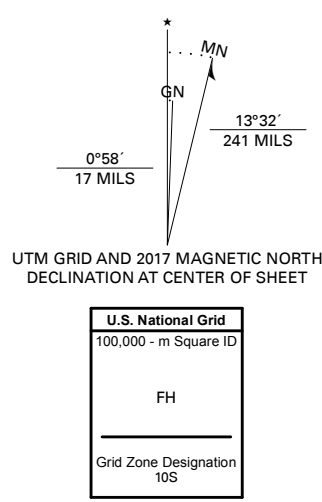 ★
MN
GN
13°32´
241 MILS
0°58´
17 MILS
UTM GRID AND 2017 MAGNETIC NORTH
DECLINATION AT CENTER OF SHEET
U.S. National Grid
100,000 - m Square ID
FH
Grid Zone Designation
10S